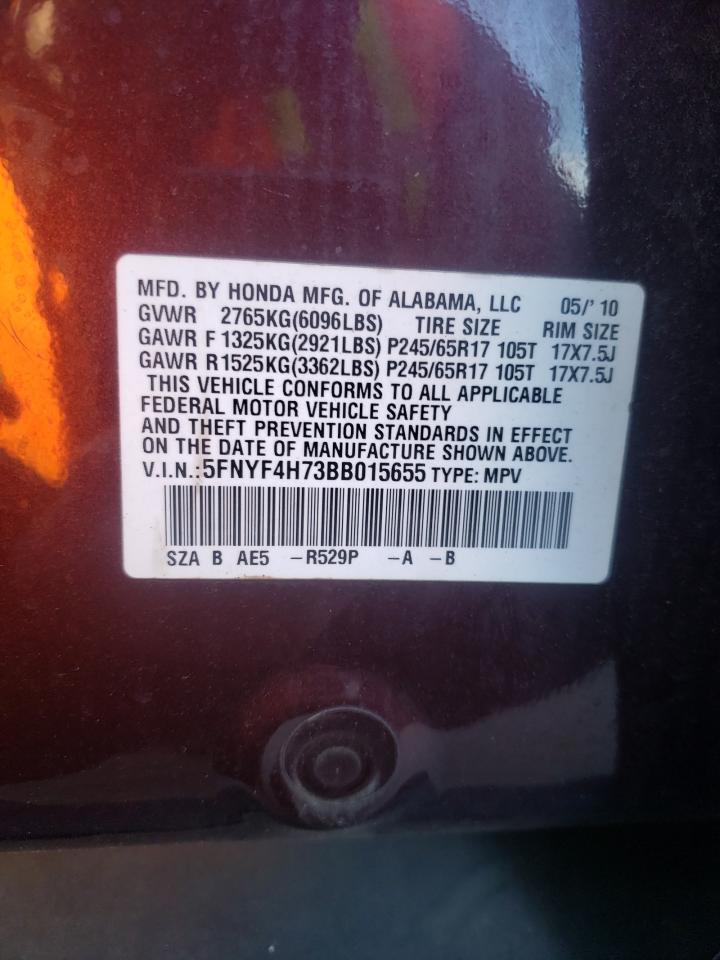 MFD. BY HONDA MFG. OF ALABAMA, LLC 05/' 10
GVWR 2765KG(6096LBS) TIRE SIZE RIM SIZE
GAWR F 1325KG(2921LBS) P245/65R17 105T 17X7.5J
GAWR R1525KG(3362LBS) P245/65R17 105T 17X7.5J
THIS VEHICLE CONFORMS TO ALL APPLICABLE
FEDERAL MOTOR VEHICLE SAFETY
AND THEFT PREVENTION STANDARDS IN EFFECT
ON THE DATE OF MANUFACTURE SHOWN ABOVE.
V.I.N.:5FNYF4H73BB015655 TYPE: MPV
SZA B AE5 –R529P –A –B